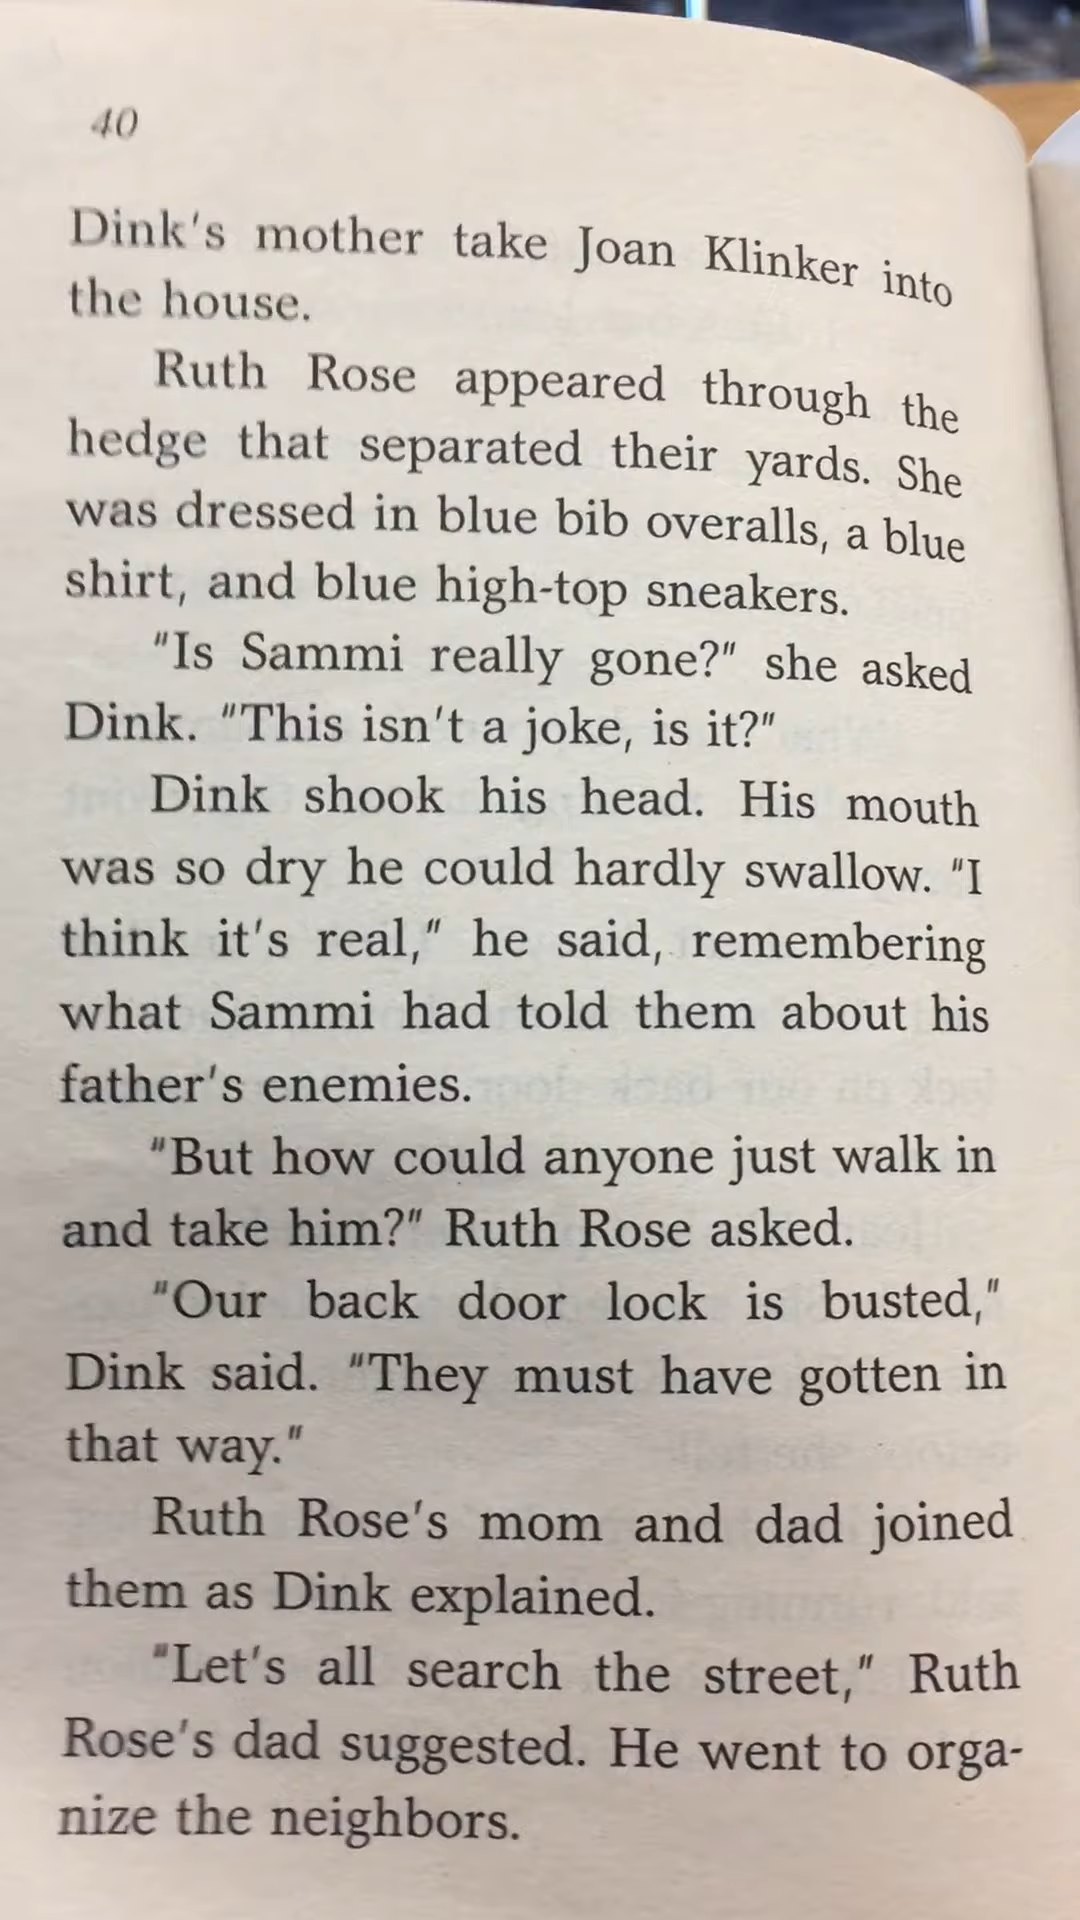 40
Dink's mother take Joan Klinker into
the house.
Ruth Rose appeared through the
hedge that separated their yards. She
was dressed in blue bib overalls, a blue
shirt, and blue high-top sneakers.
"Is Sammi really gone?" she asked
Dink. "This isn't a joke, is it?"
Dink shook his head. His mouth
was so dry he could hardly swallow. "I
think it's real," he said, remembering
what Sammi had told them about his
father's enemies.
"But how could anyone just walk in
and take him?" Ruth Rose asked.
"Our back door lock is busted,"
Dink said. "They must have gotten in
that way."
Ruth Rose's mom and dad joined
them as Dink explained.
"Let's all search the street," Ruth
Rose's dad suggested. He went to orga-
nize the neighbors.